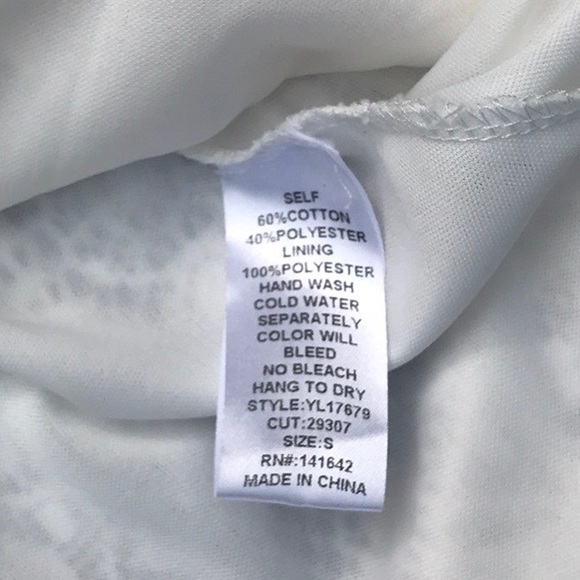 SELF
60%COTTON
40%POLYESTER
LINING
100%POLYESTER
HAND WASH
COLD WATER
SEPARATELY
COLOR WILL
BLEED
NO BLEACH
HANG TO DRY
STYLE:YL17679
CUT:29307
SIZE:S
RN#:141642
MADE IN CHINA